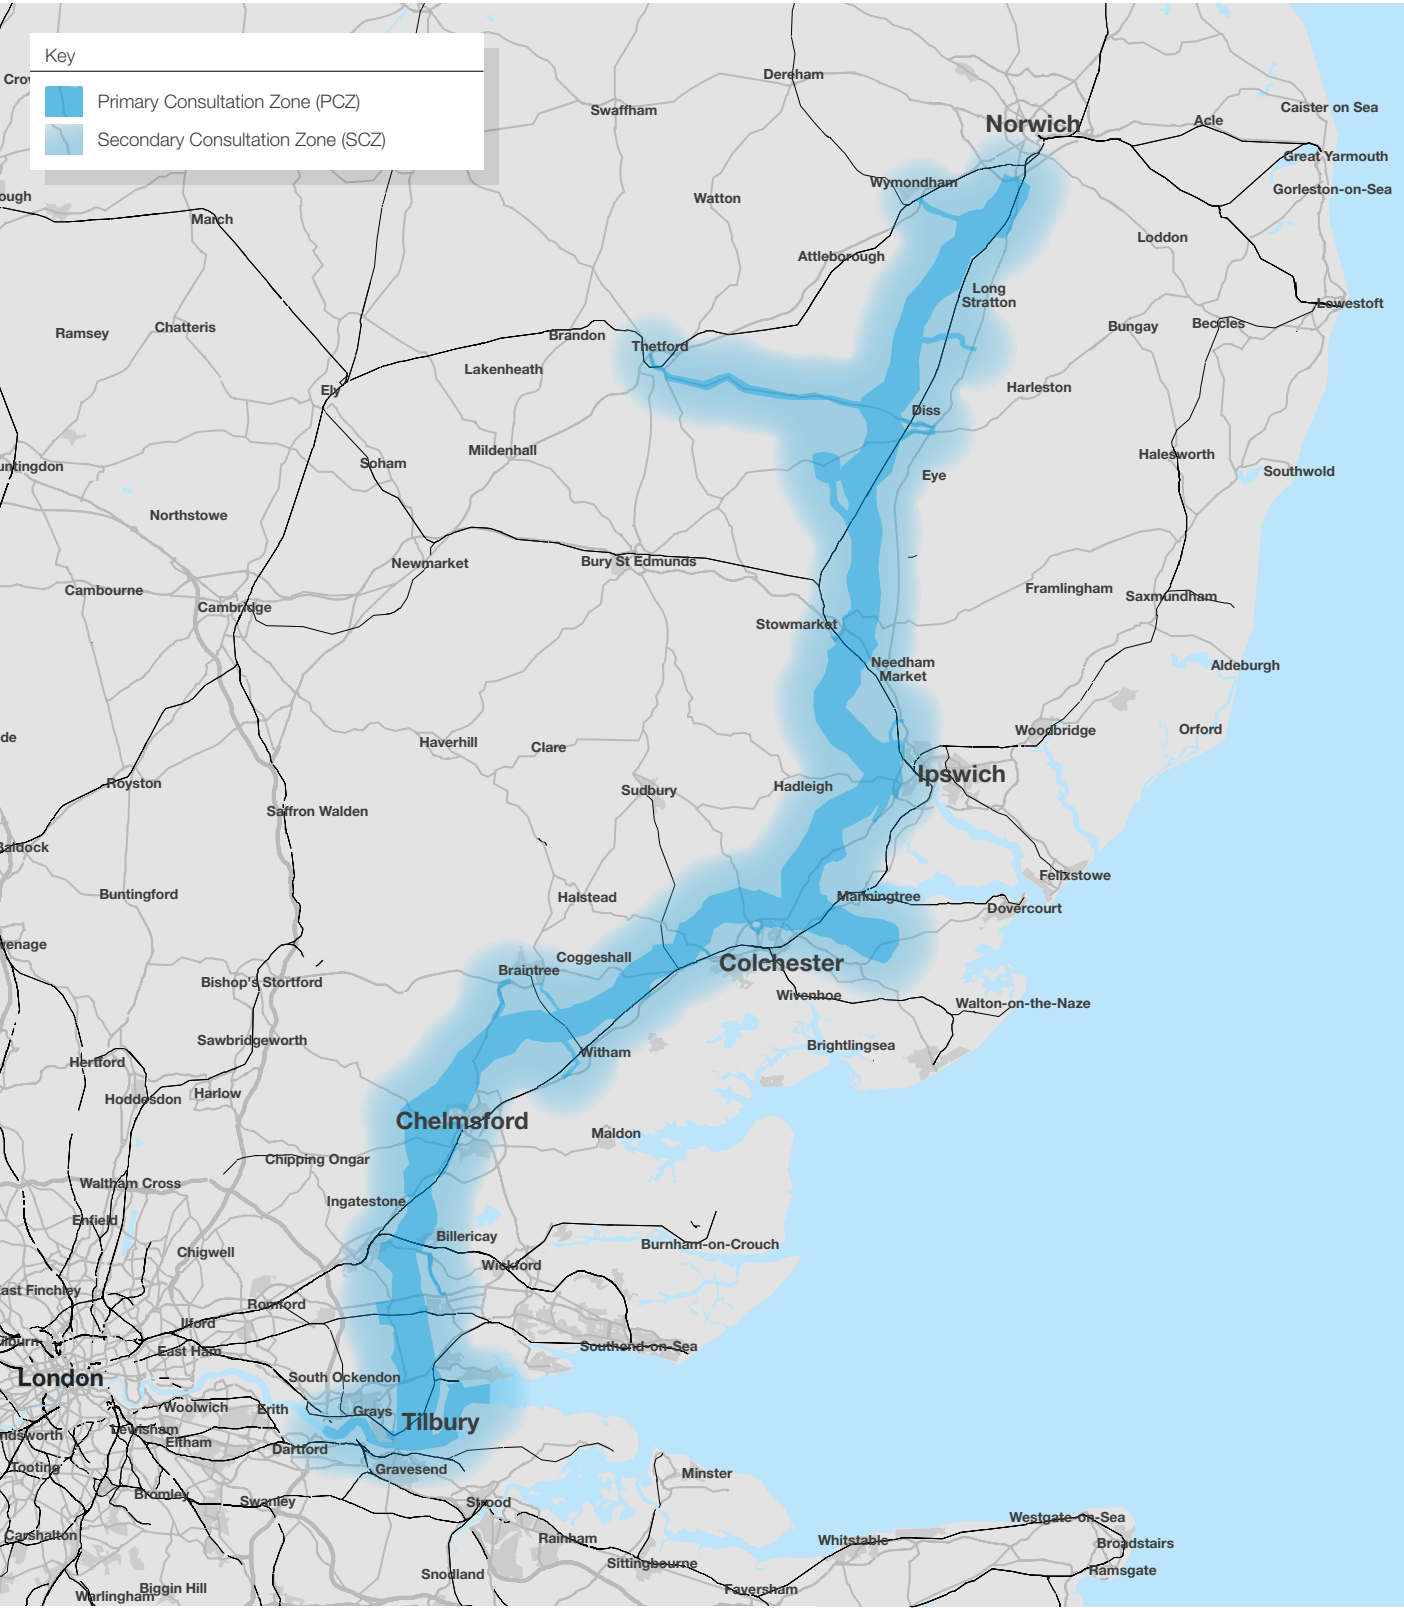 Key
Primary Consultation Zone (PCZ)
Secondary Consultation Zone (SCZ)
Dereham
Swaffham
Norwich
Acle
Caister on Sea
Great Yarmouth
Gorleston-on-Sea
Wymondham
Watton
March
Loddon
Attleborough
Long
Stratton
Lowestoft
Ramsey
Chatteris
Brandon
Thetford
Bungay
Beccles
Lakenheath
Ely
Harleston
Diss
Mildenhall
Soham
Halesworth
Southwold
Eye
Northstowe
Newmarket
Bury St Edmunds
Cambourne
Cambridge
Framlingham
Saxmundham
Stowmarket
Needham
Market
Aldeburgh
Haverhill
Clare
Woodbridge
Orford
Royston
Saffron Walden
Sudbury
Hadleigh
Ipswich
Baldock
Buntingford
Halstead
Manningtree
Felixstowe
Dovercourt
venage
Bishop's Stortford
Braintree
Coggeshall
Colchester
Wivenhoe
Walton-on-the-Naze
Sawbridgeworth
Hertford
Witham
Brightlingsea
Hoddesdon
Harlow
Chelmsford
Maldon
Chipping Ongar
Waltham Cross
Ingatestone
Enfield
Chigwell
Billericay
Wickford
Burnham-on-Crouch
ast Finchley
Romford
Ilford
East Ham
Southend-on-Sea
London
South Ockendon
Woolwich
Erith
Grays
Tilbury
ndsworth
Lewisham
Eltham
Dartford
Tooting
Gravesend
Minster
Bromley
Swanley
Strood
Carshalton
Rainham
Sittingbourne
Whitstable
Westgate-on-Sea
Broadstairs
Ramsgate
Snodland
Faversham
Biggin Hill
Warlingham